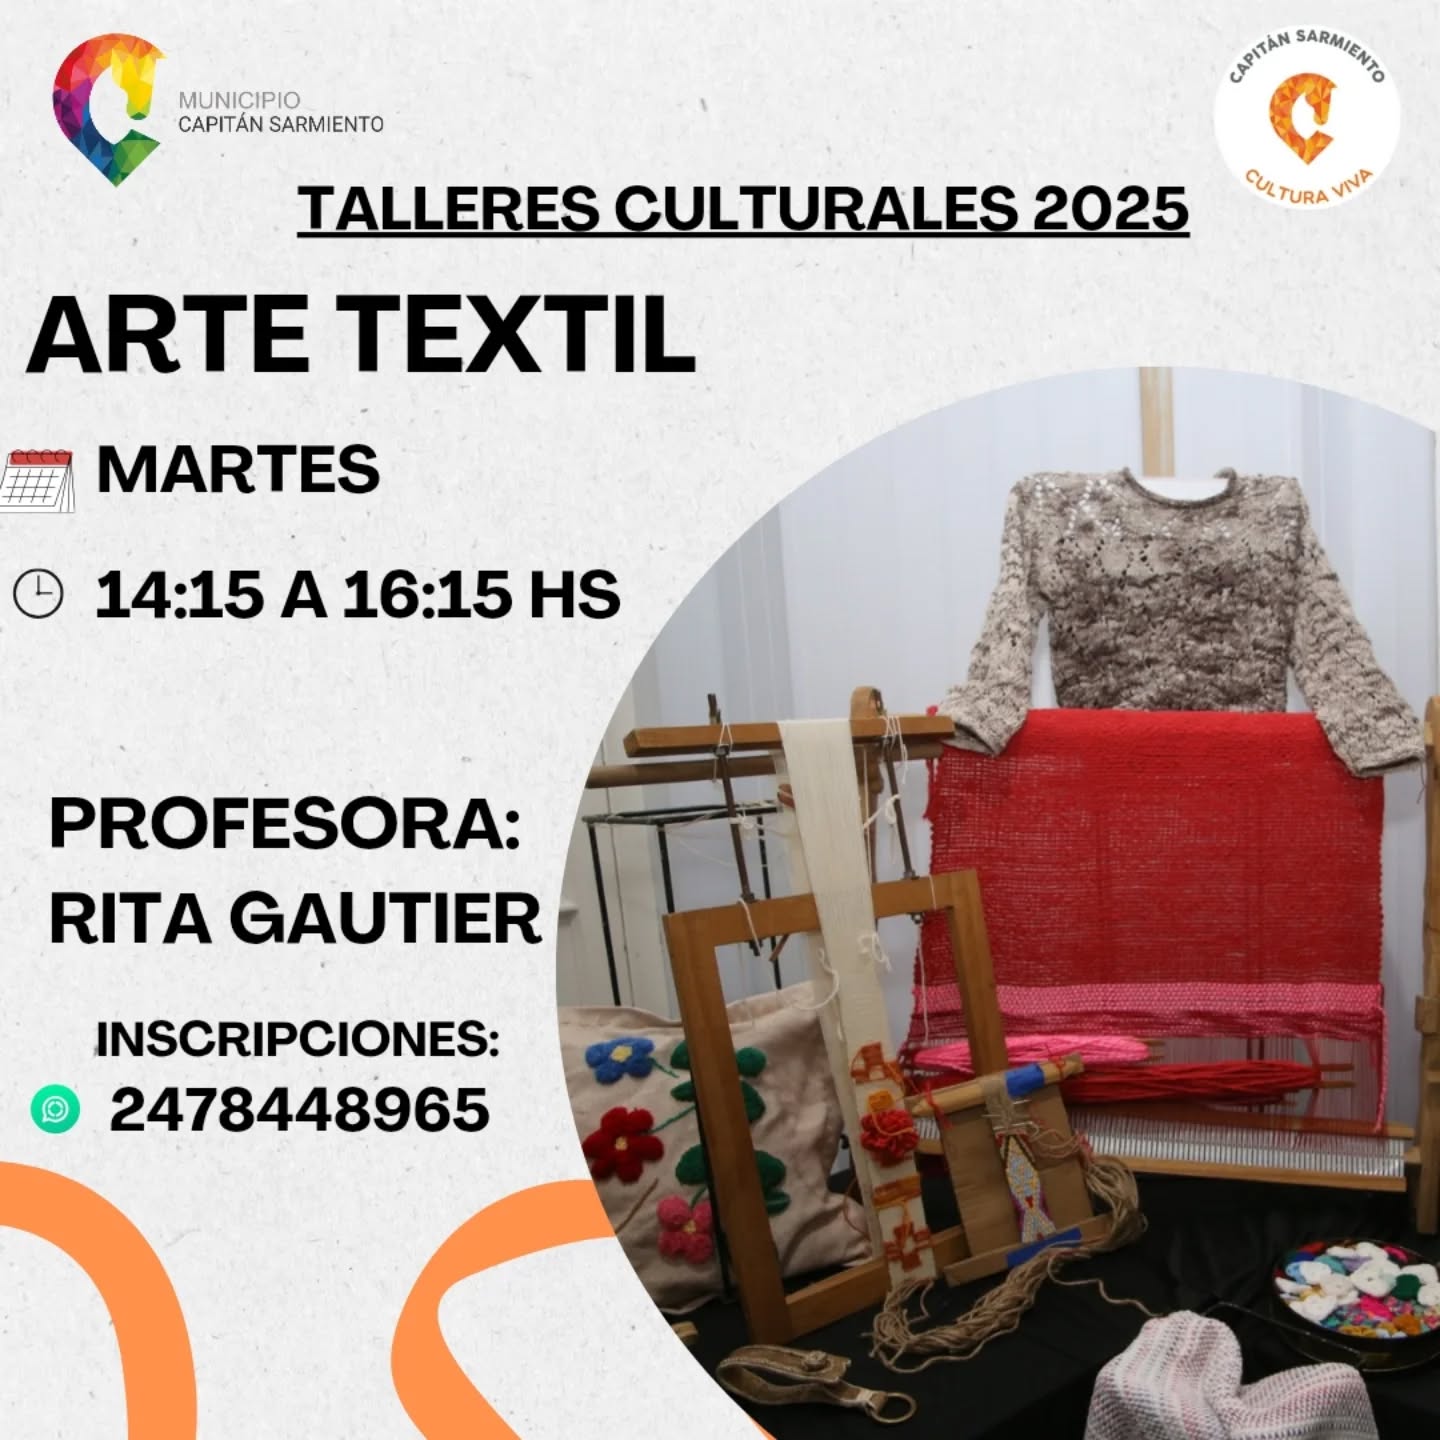 MUNICIPIO
CAPITÁN SARMIENTO
CAPITÁN SARMIENTO
CULTURA VIVA
TALLERES CULTURALES 2025
ARTE TEXTIL
MARTES
14:15 A 16:15 HS
PROFESORA:
RITA GAUTIER
INSCRIPCIONES:
2478448965